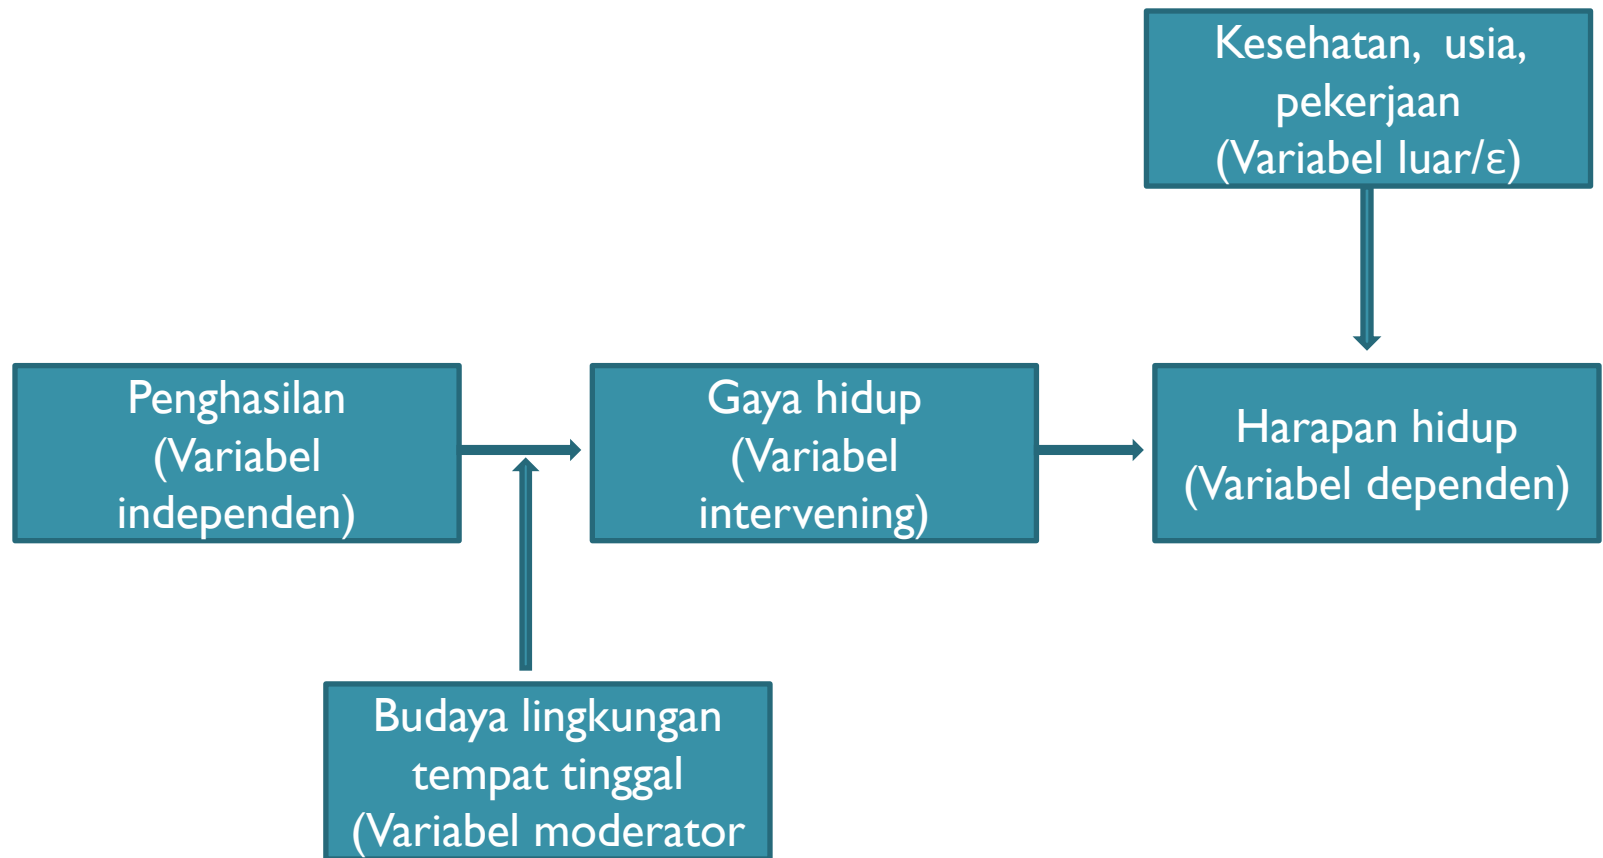 Kesehatan, usia,
pekerjaan
(Variabel luar/ε)
Penghasilan
(Variabel
independen)
Gaya hidup
(Variabel
intervening)
Harapan hidup
(Variabel dependen)
Budaya lingkungan
tempat tinggal
(Variabel moderator